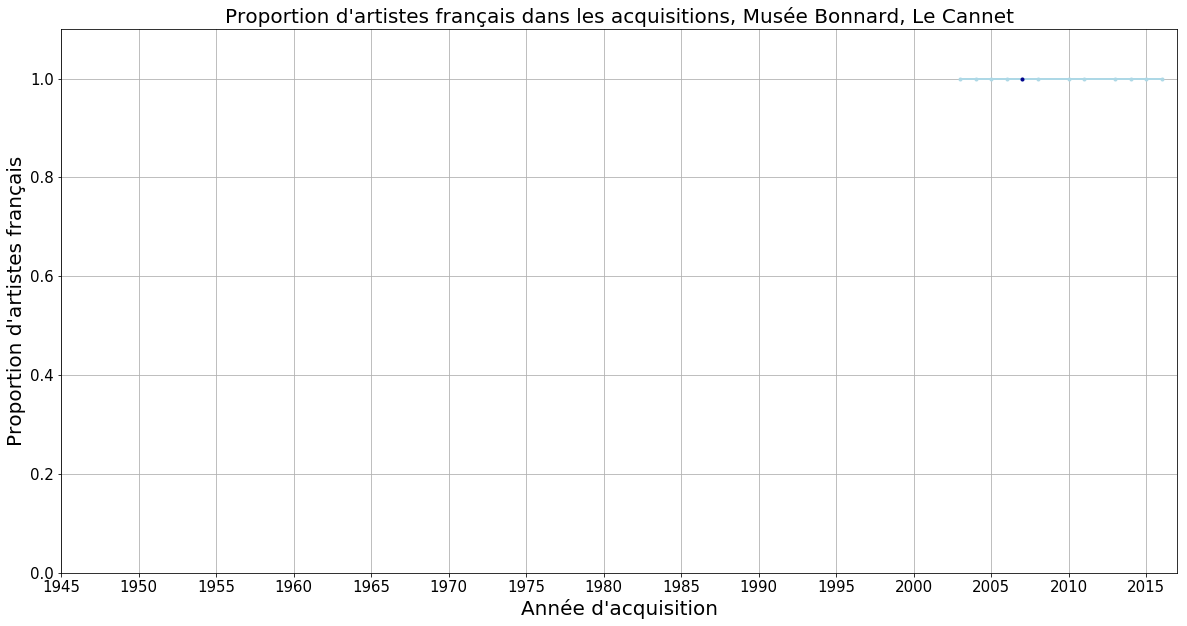 Proportion d'artistes français dans les acquisitions, Musée Bonnard, Le Cannet
Proportion d'artistes français
1.0
0.8
0.6
0.4
0.2
0.0
1945 1950 1955 1960 1965 1970 1975 1980 1985 1990 1995 2000 2005 2010 2015
Année d'acquisition